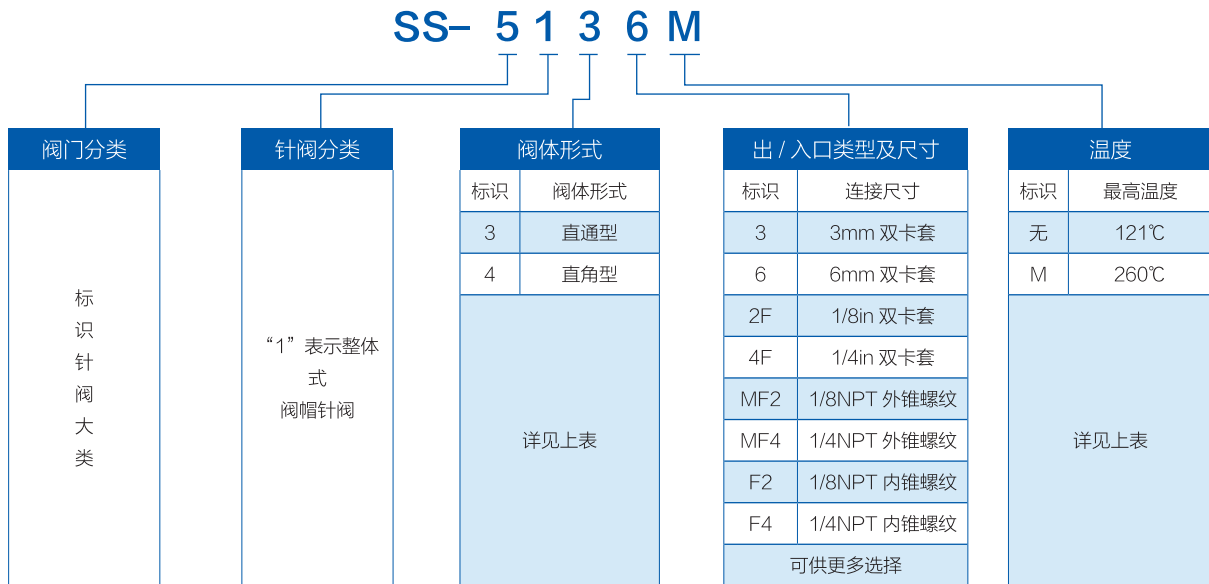 SS- 5 1 3 6 M
阀门分类
标
识
针
阀
大
类
针阀分类
“1”表示整体
式
阀帽针阀
阀体形式
标识 阀体形式
3 直通型
4 直角型
详见上表
出 / 入口类型及尺寸
标识 连接尺寸
3 3mm 双卡套
6 6mm 双卡套
2F 1/8in 双卡套
4F 1/4in 双卡套
MF2 1/8NPT 外锥螺纹
MF4 1/4NPT 外锥螺纹
F2 1/8NPT 内锥螺纹
F4 1/4NPT 内锥螺纹
可供更多选择
温度
标识 最高温度
无 121℃
M 260℃
详见上表